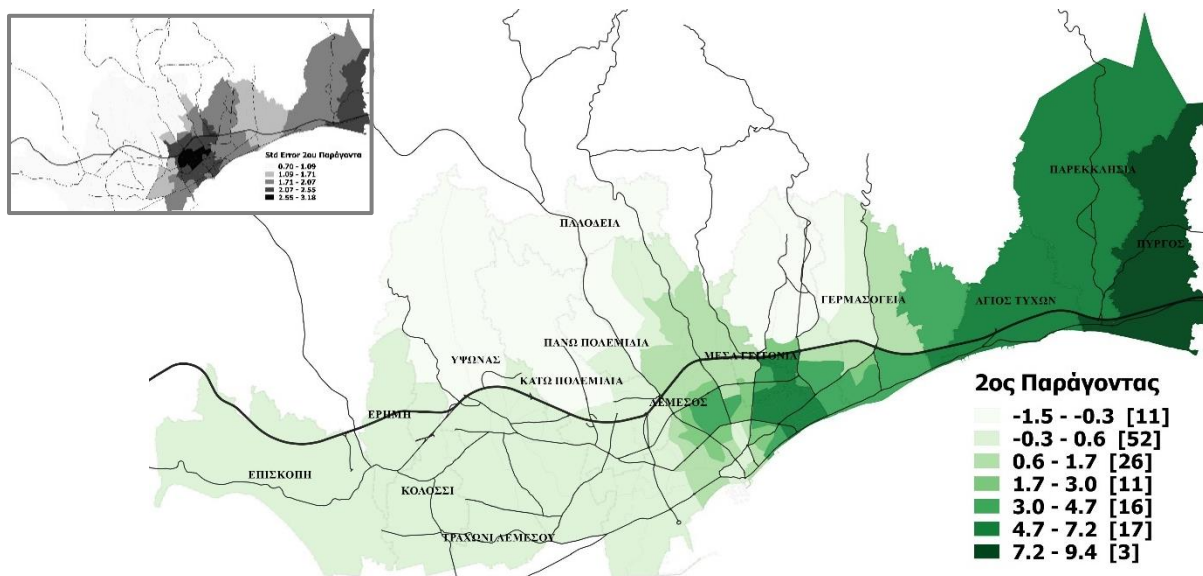 Std Error 2ου Παράγοντα
0.70 - 1.09
1.09 - 1.71
1.71 - 2.07
2.07 - 2.55
2.55 - 3.18
ΠΑΡΕΚΚΛΗΣΙΑ
ΠΑΛΟΔΕΙΑ
ΠΥΡΓΟΣ
ΓΕΡΜΑΣΟΓΕΙΑ
ΑΓΙΟΣ ΤΥΧΩΝ
ΠΑΝΩ ΠΟΛΕΜΙΔΙΑ
ΜΕΣΑ ΓΕΙΤΟΝΙΑ
ΥΨΩΝΑΣ
ΚΑΤΩ ΠΟΛΕΜΙΔΙΑ
ΛΕΜΕΣΟΣ
ΕΡΗΜΗ
ΕΠΙΣΚΟΠΗ
ΚΟΛΟΣΣΙ
ΤΡΑΧΩΝΙ ΛΕΜΕΣΟΥ
2ος Παράγοντας
-1.5 - -0.3 [11]
-0.3 - 0.6 [52]
0.6 - 1.7 [26]
1.7 - 3.0 [11]
3.0 - 4.7 [16]
4.7 - 7.2 [17]
7.2 - 9.4 [3]